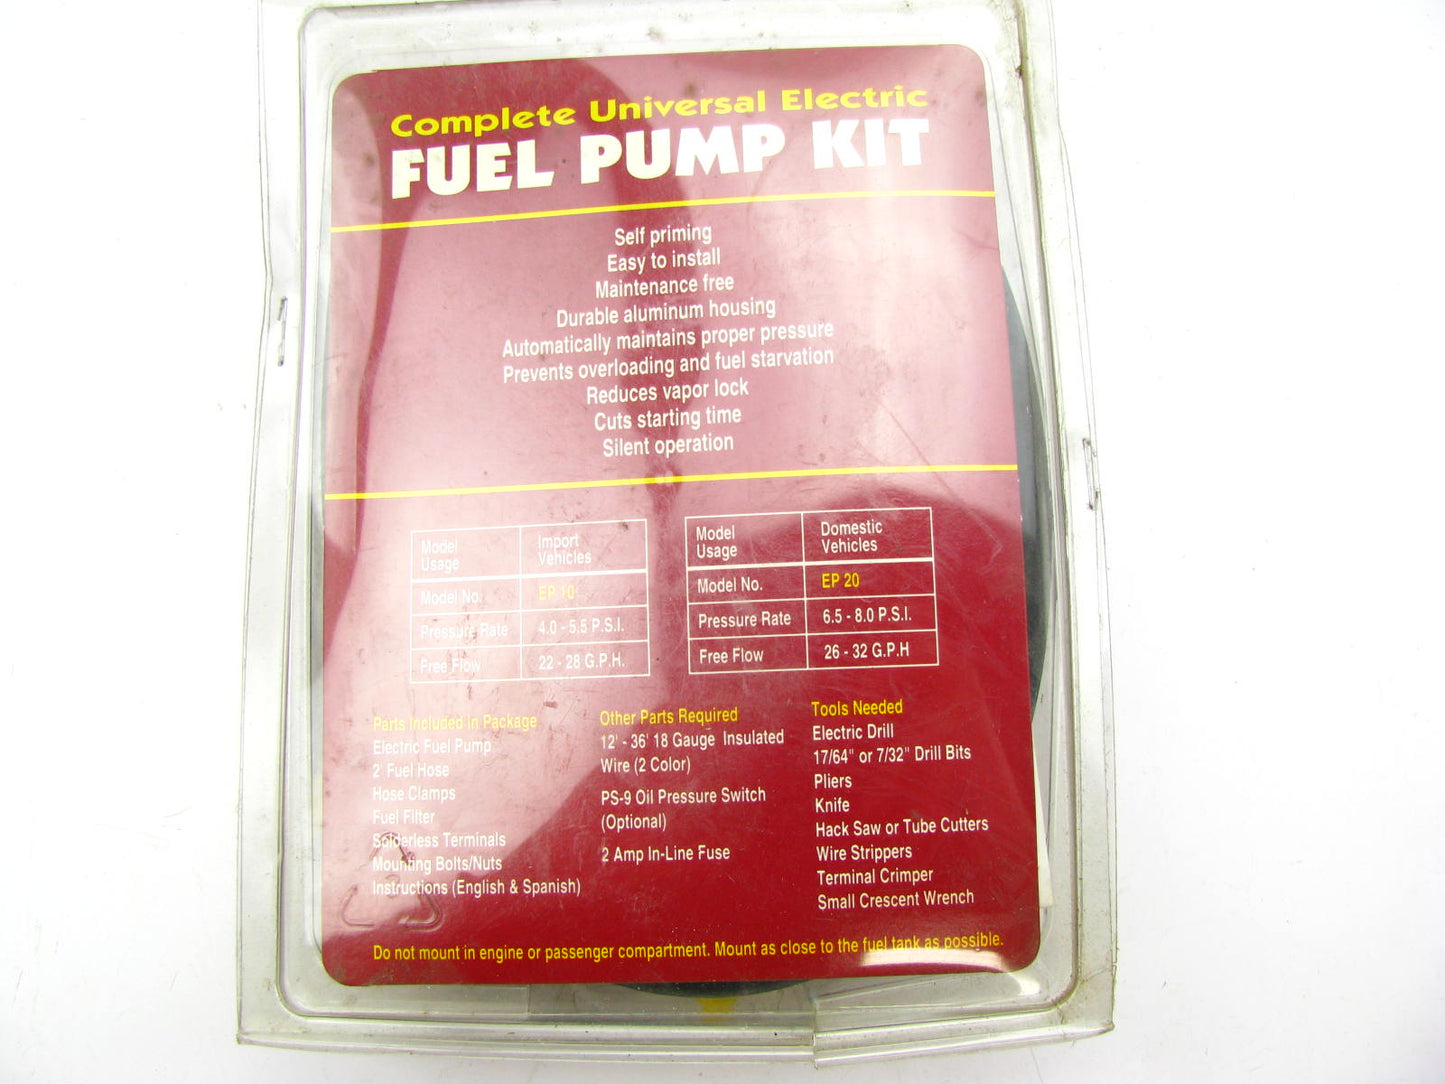 Complete Universal Electric
FUEL PUMP KIT
Self priming
Easy to install
Maintenance free
Durable aluminum housing
Automatically maintains proper pressure
Prevents overloading and fuel starvation
Reduces vapor lock
Cuts starting time
Silent operation
Model Usage | Import Vehicles
Model No. | EP 10
Pressure Rate | 4.0 - 5.5 P.S.I.
Free Flow | 22 - 28 G.P.H.
Model Usage | Domestic Vehicles
Model No. | EP 20
Pressure Rate | 6.5 - 8.0 P.S.I.
Free Flow | 26 - 32 G.P.H
Parts Included in Package
Electric Fuel Pump
2' Fuel Hose
Hose Clamps
Fuel Filter
Solderless Terminals
Mounting Bolts/Nuts
Instructions (English & Spanish)
Other Parts Required
12' - 36' 18 Gauge Insulated
Wire (2 Color)
PS-9 Oil Pressure Switch
(Optional)
2 Amp In-Line Fuse
Tools Needed
Electric Drill
17/64" or 7/32" Drill Bits
Pliers
Knife
Hack Saw or Tube Cutters
Wire Strippers
Terminal Crimper
Small Crescent Wrench
Do not mount in engine or passenger compartment. Mount as close to the fuel tank as possible.